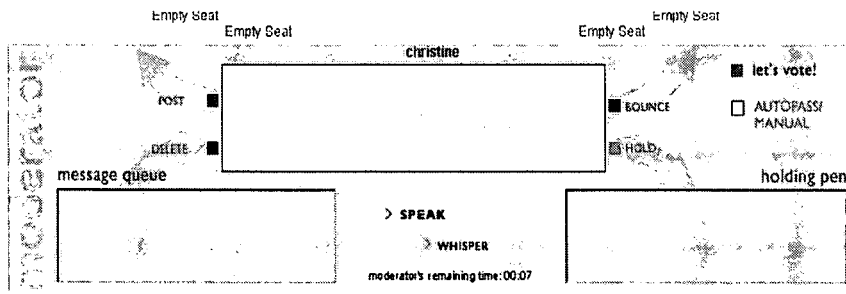 Empty Seat Empty Seat
Empty Seat Empty Seat
christine
let's vote!
POST BOUNCE AUTOPASS/
MANUAL
DELETE HOLD
moderator
message queue holding pen
> SPEAK
> WHISPER
moderator's remaining time: 00:07